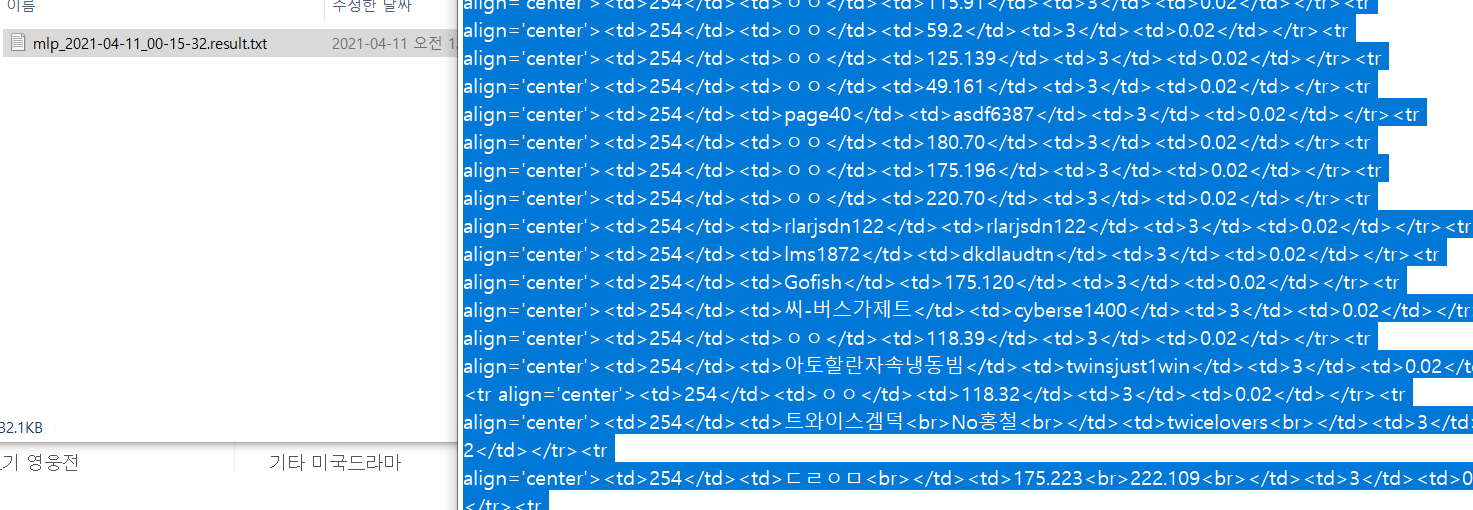 이름
수정한 날짜
mlp_2021-04-11_00-15-32.result.txt
2021-04-11 오전
32.1KB
기 영웅전
기타 미국드라마
align='center'><td>254</td><td>ㅇㅇ</td><td>115.91</td><td>3</td><td>0.02</td></tr><tr
align='center'><td>254</td><td>ㅇㅇ</td><td>59.2</td><td>3</td><td>0.02</td></tr><tr
align='center'><td>254</td><td>ㅇㅇ</td><td>125.139</td><td>3</td><td>0.02</td></tr><tr
align='center'><td>254</td><td>ㅇㅇ</td><td>49.161</td><td>3</td><td>0.02</td></tr><tr
align='center'><td>254</td><td>page40</td><td>asdf6387</td><td>3</td><td>0.02</td></tr><tr
align='center'><td>254</td><td>ㅇㅇ</td><td>180.70</td><td>3</td><td>0.02</td></tr><tr
align='center'><td>254</td><td>ㅇㅇ</td><td>175.196</td><td>3</td><td>0.02</td></tr><tr
align='center'><td>254</td><td>ㅇㅇ</td><td>220.70</td><td>3</td><td>0.02</td></tr><tr
align='center'><td>254</td><td>rlarjsdn122</td><td>rlarjsdn122</td><td>3</td><td>0.02</td></tr><tr
align='center'><td>254</td><td>lms1872</td><td>dkdlaudtn</td><td>3</td><td>0.02</td></tr><tr
align='center'><td>254</td><td>Gofish</td><td>175.120</td><td>3</td><td>0.02</td></tr><tr
align='center'><td>254</td><td>씨-버스가제트</td><td>cyberse1400</td><td>3</td><td>0.02</td></tr
align='center'><td>254</td><td>ㅇㅇ</td><td>118.39</td><td>3</td><td>0.02</td></tr><tr
align='center'><td>254</td><td>아토할란자속냉동빔</td><td>twinsjust1win</td><td>3</td><td>0.02</t
<tr align='center'><td>254</td><td>ㅇㅇ</td><td>118.32</td><td>3</td><td>0.02</td></tr><tr
align='center'><td>254</td><td>트와이스겜덕<br>No홍철<br></td><td>twicelovers<br></td><td>3</td>
2</td></tr><tr
align='center'><td>254</td><td>ㄷㄹㅇㅁ<br></td><td>175.223<br>222.109<br></td><td>3</td><td>0
</tr><tr